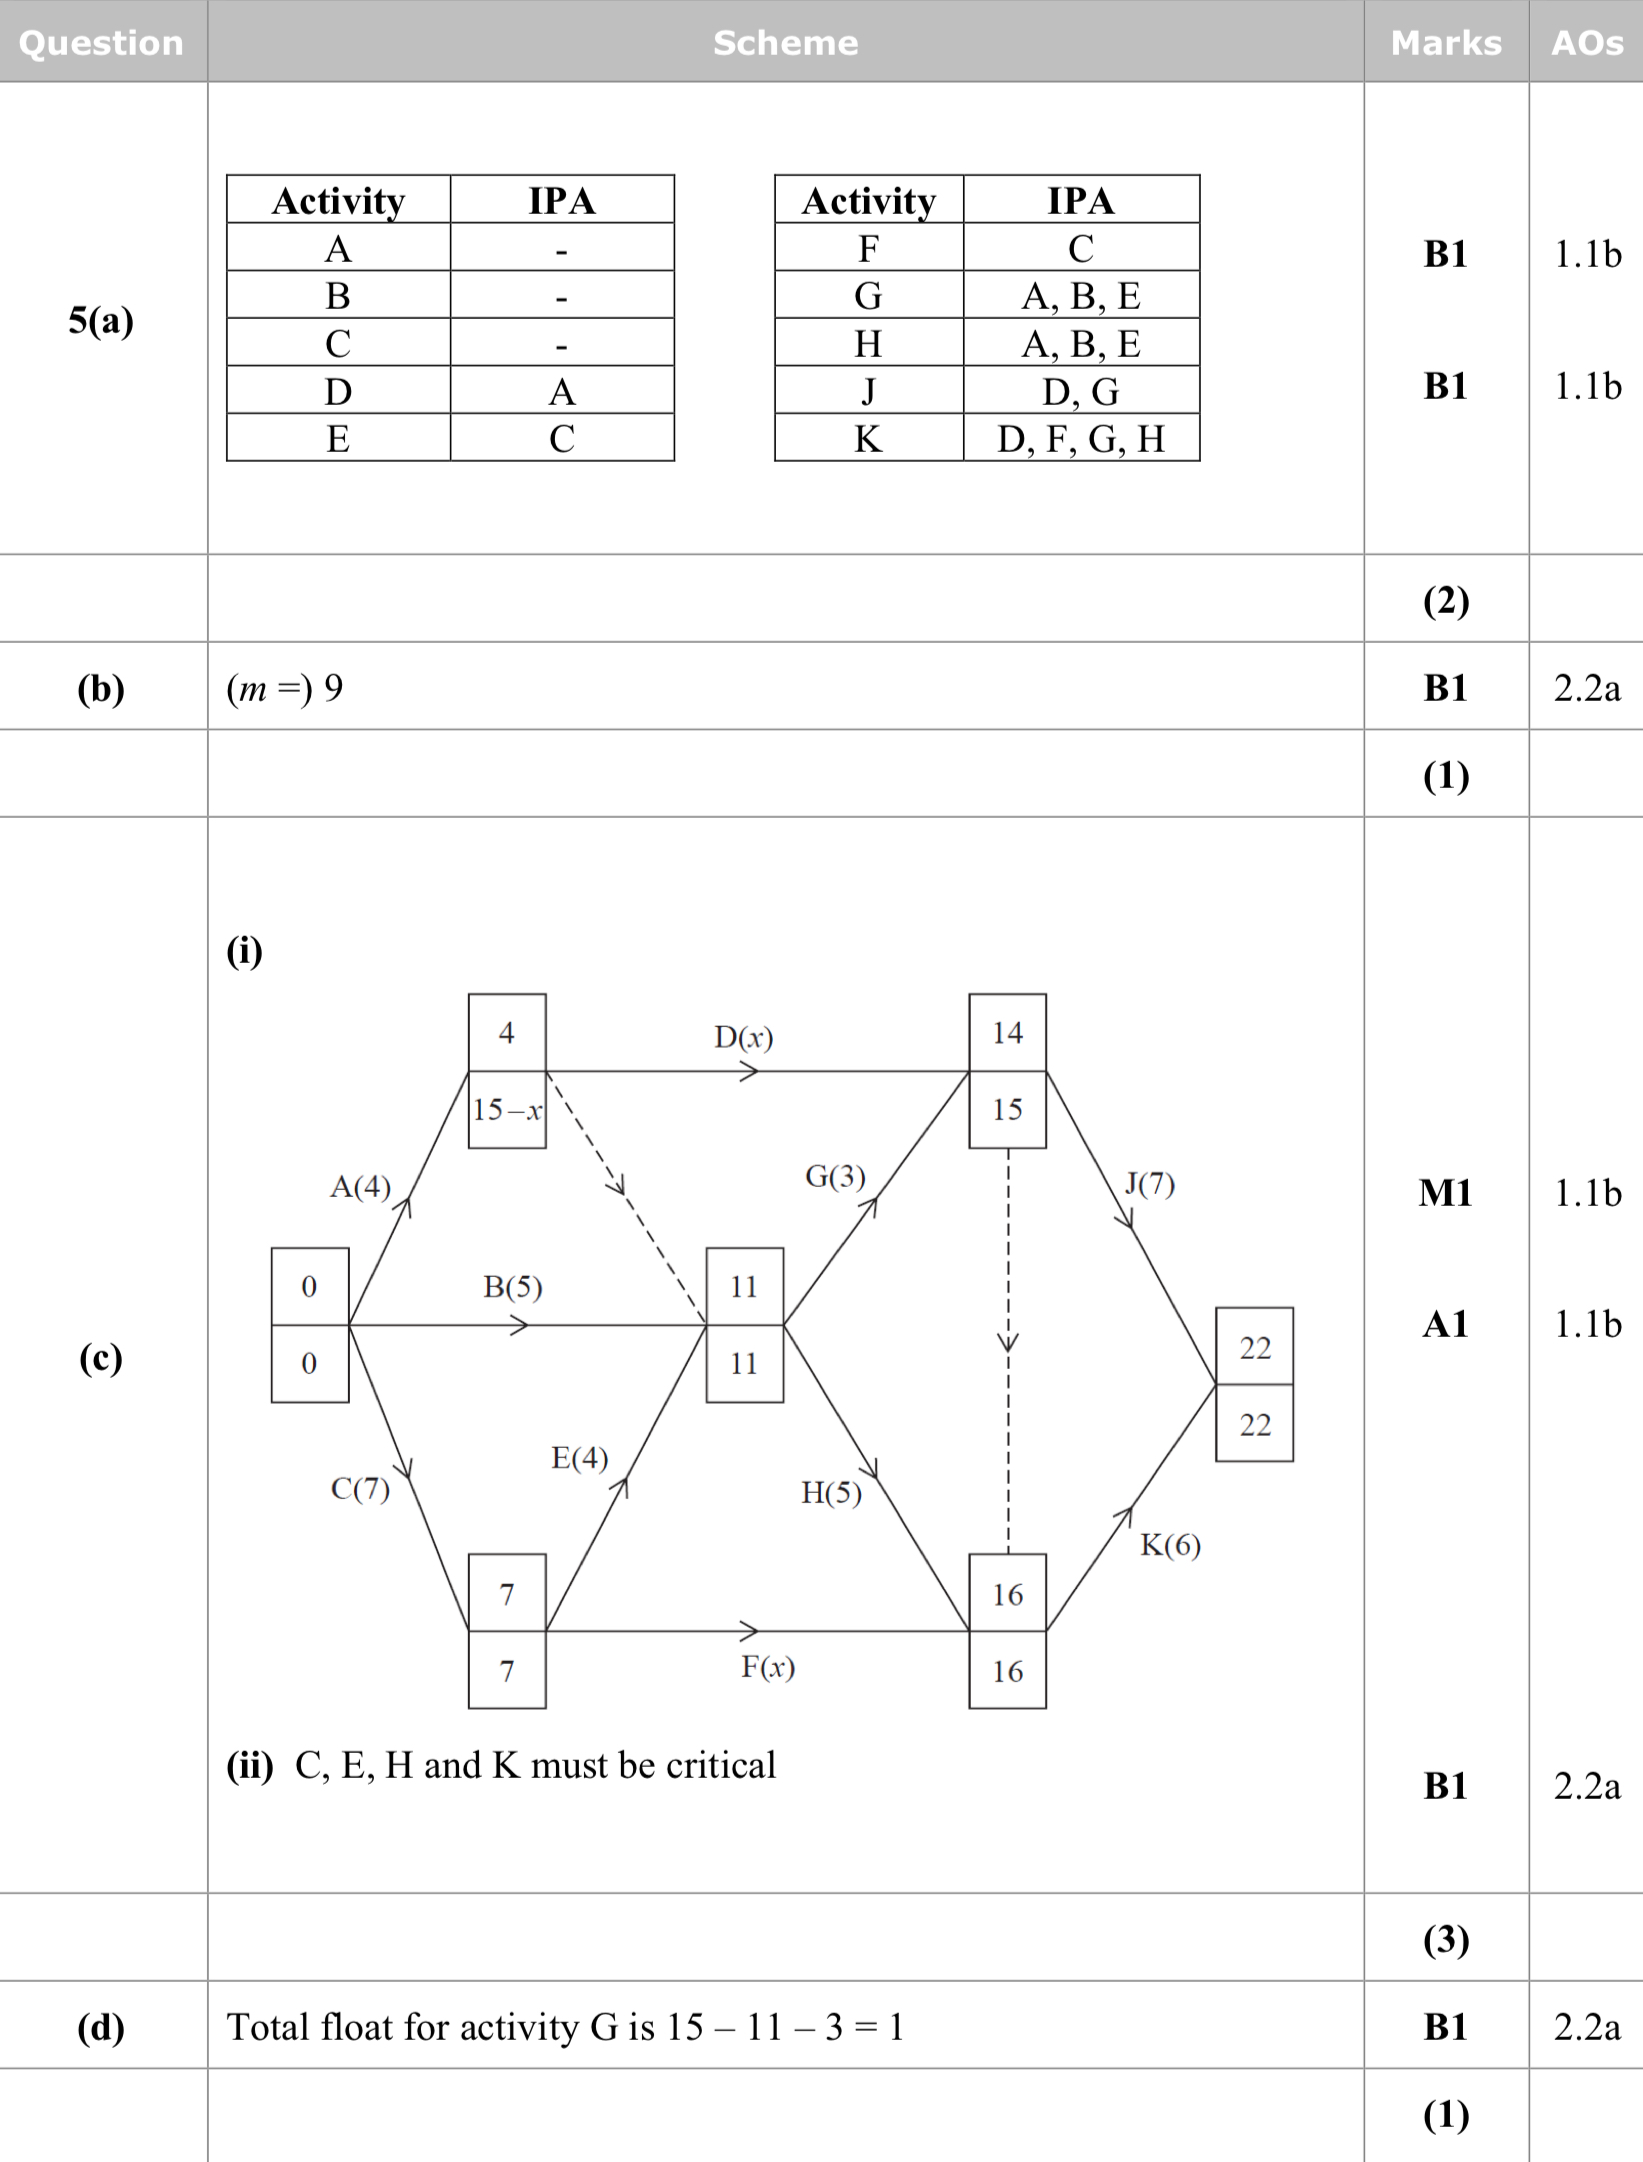 Question Scheme Marks AOs
5(a)
Activity IPA Activity IPA
A - F C B1 1.1b
B - G A, B, E
C - H A, B, E
D A J D, G B1 1.1b
E C K D, F, G, H
(2)
(b) (m =) 9 B1 2.2a
(1)
(c)
(i)
4 D(x) 14
15–x 15
A(4) G(3) J(7) M1 1.1b
0 B(5) 11
0 11 A1 1.1b
22
22
C(7) E(4) H(5) K(6)
7 16
7 F(x) 16
(ii) C, E, H and K must be critical B1 2.2a
(3)
(d) Total float for activity G is 15 – 11 – 3 = 1 B1 2.2a
(1)